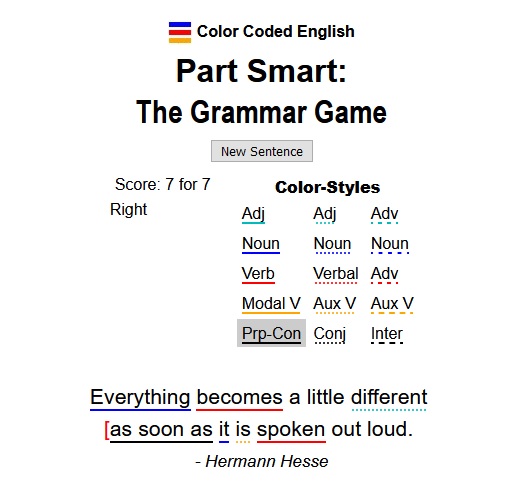 Color Coded English
Part Smart:
The Grammar Game
New Sentence
Score: 7 for 7
Right
Color-Styles
Adj Adj Adv
Noun Noun Noun
Verb Verbal Adv
Modal V Aux V Aux V
Prp-Con Conj Inter
Everything becomes a little different
[as soon as it is spoken out loud.
- Hermann Hesse